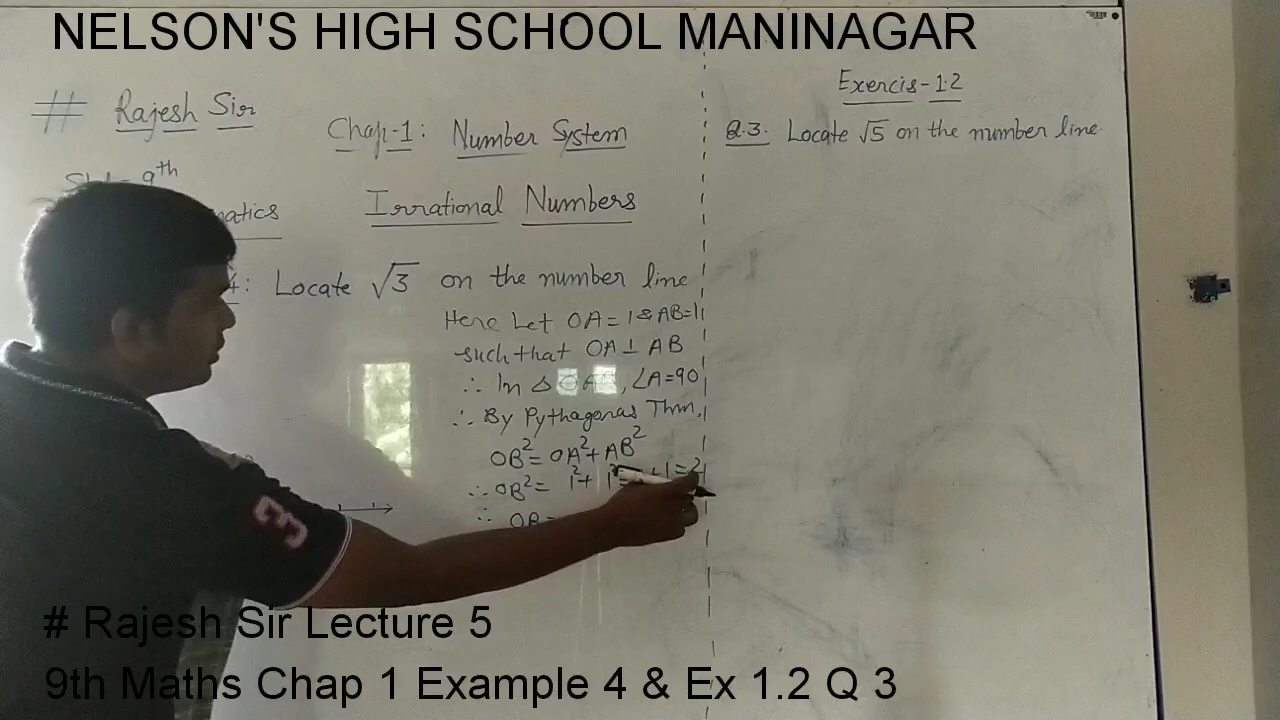 NELSON'S HIGH SCHOOL MANINAGAR
# Rajesh Sir
Chap-1: Number System
9th
Irrational Numbers
4: Locate √3 on the number line
Here Let OA = 1 & AB=1
such that OA ⊥ AB
∴ In Δ OAB, ∠A=90
∴ By Pythagoras Thm,
OB²= OA²+ AB²
∴ OB²= 1²+ 1²= +1=2
∴ OB=
Exercis-1.2
Q.3. Locate √5 on the number line.
# Rajesh Sir Lecture 5
9th Maths Chap 1 Example 4 & Ex 1.2 Q 3